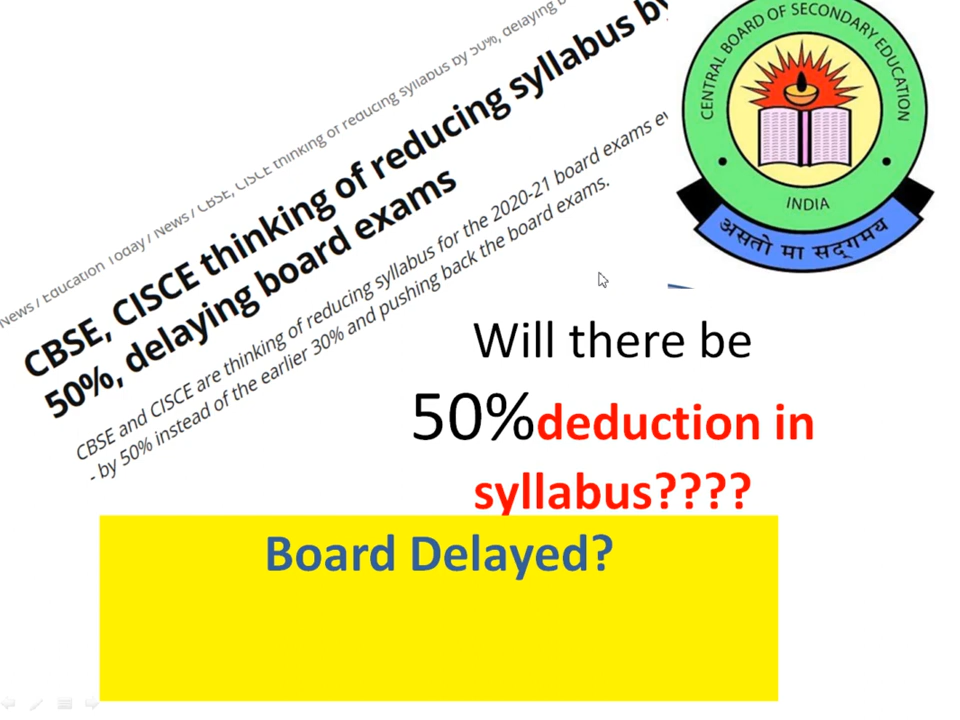 News / Education Today / News / CBSE, CISCE thinking of reducing syllabus by 50%, delaying
CBSE, CISCE thinking of reducing syllabus by
50%, delaying board exams
CBSE and CISCE are thinking of reducing syllabus for the 2020-21 board exams
- by 50% instead of the earlier 30% and pushing back the board exams.
CENTRAL BOARD OF SECONDARY EDUCATION
INDIA
असतो मा सद्गमय
Will there be
50%deduction in
syllabus????
Board Delayed?